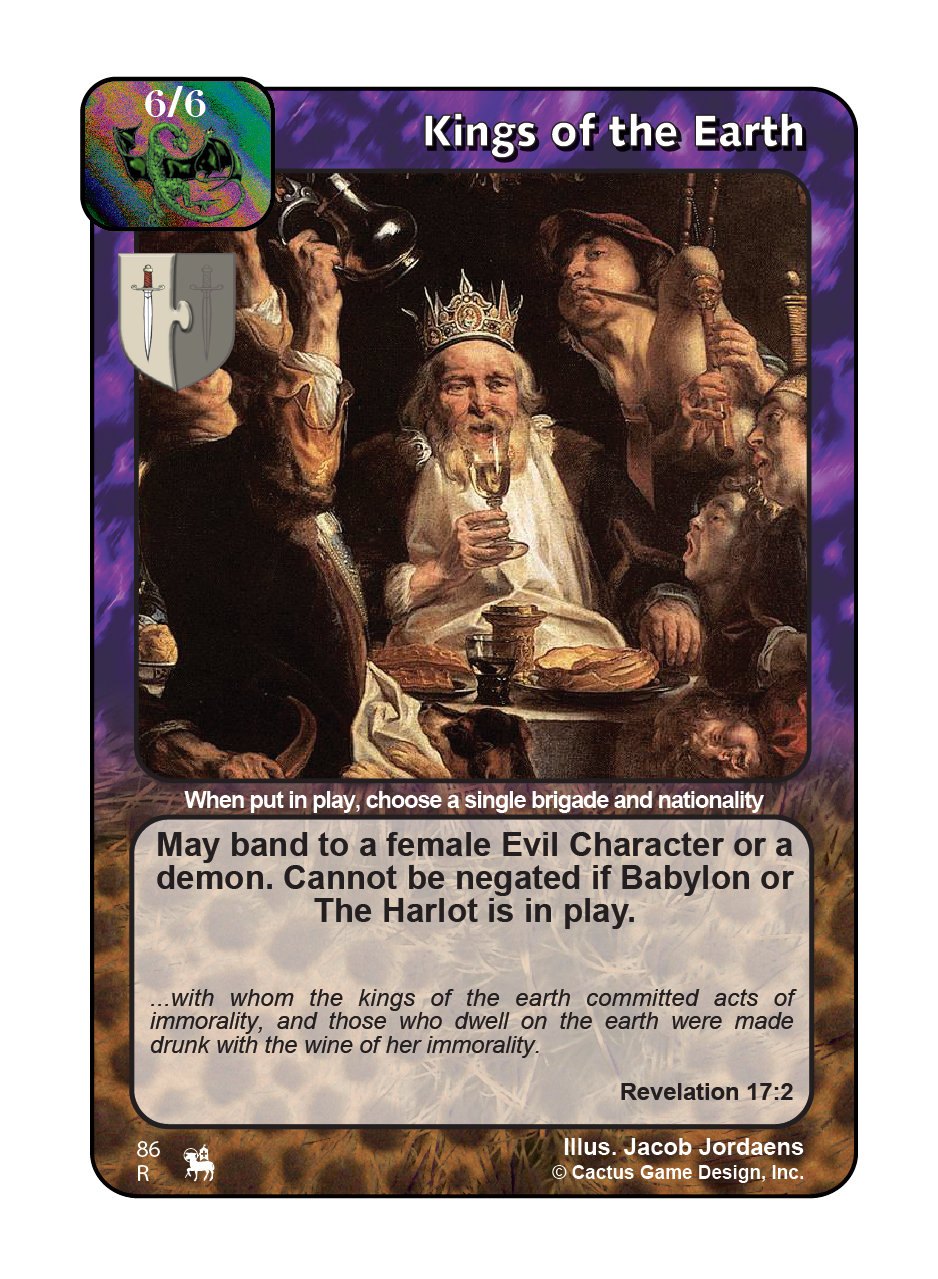 6/6
Kings of the Earth
When put in play, choose a single brigade and nationality
May band to a female Evil Character or a
demon. Cannot be negated if Babylon or
The Harlot is in play.
...with whom the kings of the earth committed acts of
immorality, and those who dwell on the earth were made
drunk with the wine of her immorality.
Revelation 17:2
86
R
Illus. Jacob Jordaens
© Cactus Game Design, Inc.